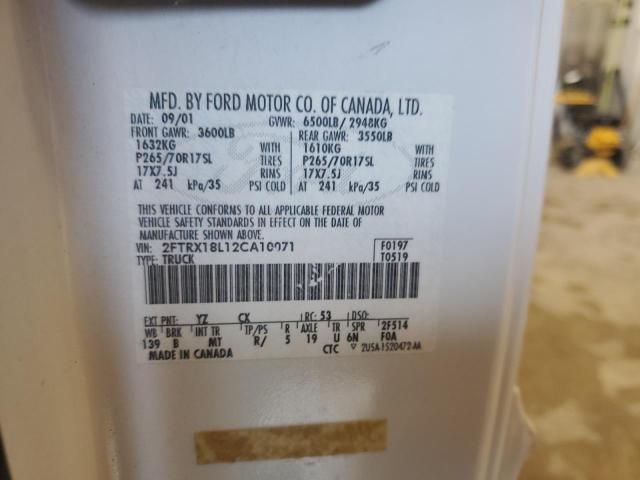 MFD. BY FORD MOTOR CO. OF CANADA, LTD.
DATE: 09/01 GVWR: 6500LB/ 2948KG
FRONT GAWR: 3600LB REAR GAWR: 3550LB
1632KG WITH 1610KG WITH
P265/70R17SL TIRES P265/70R17SL TIRES
17X7.5J RIMS 17X7.5J RIMS
AT 241 kPa/35 PSI COLD AT 241 kPa/35 PSI COLD
THIS VEHICLE CONFORMS TO ALL APPLICABLE FEDERAL MOTOR
VEHICLE SAFETY STANDARDS IN EFFECT ON THE DATE OF
MANUFACTURE SHOWN ABOVE.
VIN: 2FTRX18L12CA10071 F0197
TYPE: TRUCK T0519
EXT PNT: YZ CX RC: 53 DSO:
WB BRK INT TR TP/PS R AXLE TR SPR 2F514
139 B MT R/ 5 19 U 6N F0A
MADE IN CANADA CTC 2U5A-1520472-AA